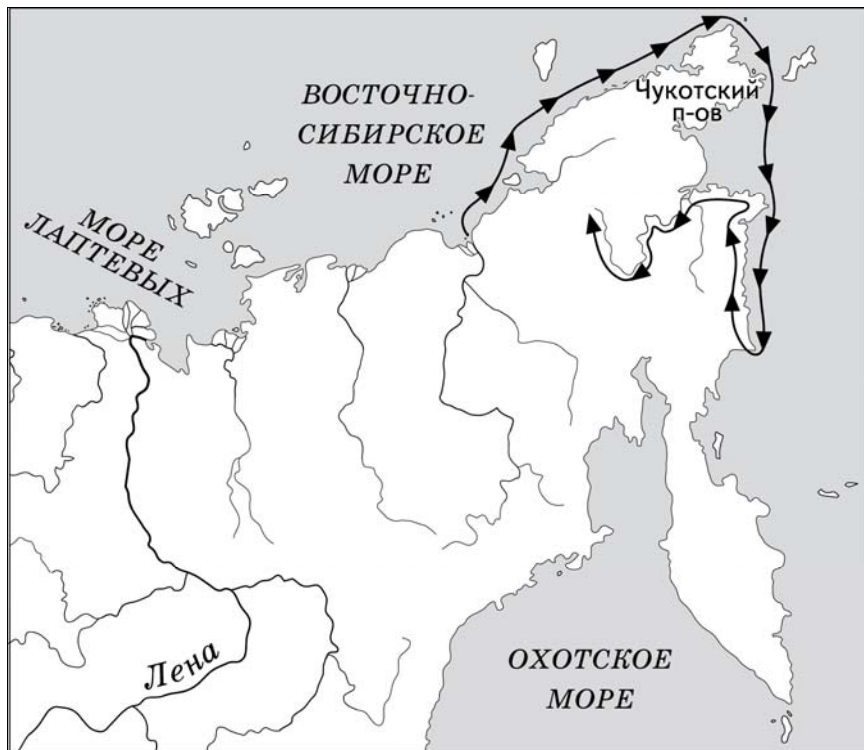 ВОСТОЧНО-
СИБИРСКОЕ
МОРЕ
Чукотский
п-ов
МОРЕ
ЛАПТЕВЫХ
Лена
ОХОТСКОЕ
МОРЕ